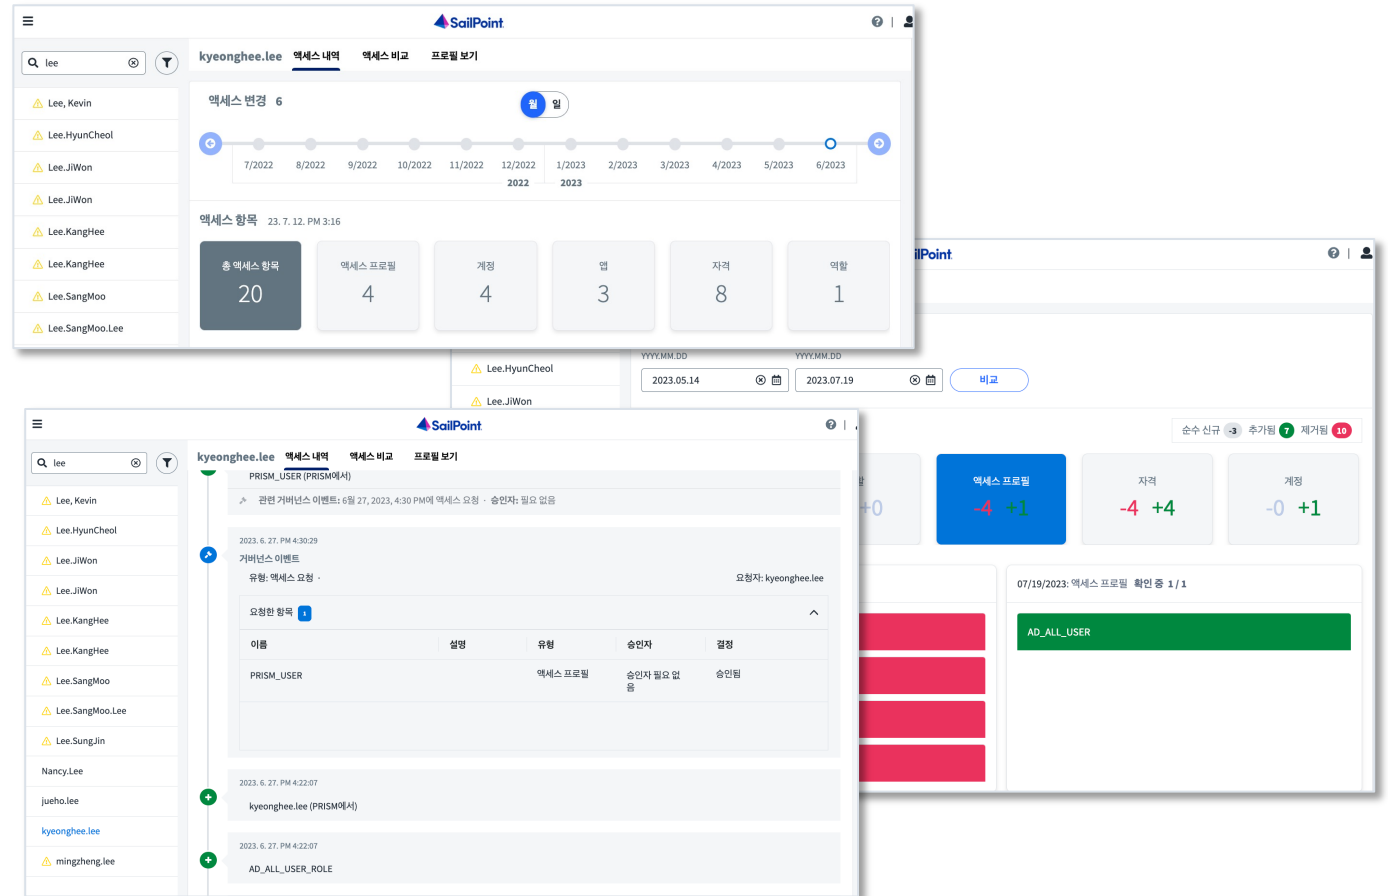 SailPoint
lee
kyeonghee.lee 액세스 내역 액세스 비교 프로필 보기
Lee, Kevin
Lee.HyunCheol
Lee.JiWon
Lee.JiWon
Lee.KangHee
Lee.KangHee
Lee.SangMoo
Lee.SangMoo.Lee
액세스 변경 6
월 일
7/2022 8/2022 9/2022 10/2022 11/2022 12/2022 1/2023 2/2023 3/2023 4/2023 5/2023 6/2023
2022 2023
액세스 항목 23. 7. 12. PM 3:16
총 액세스 항목 액세스 프로필 계정 앱 자격 역할
20 4 4 3 8 1
ilPoint
Lee.HyunCheol
Lee.JiWon
YYYY.MM.DD YYYY.MM.DD
2023.05.14 2023.07.19 비교
순수 신규 -3 추가됨 7 제거됨 10
액세스 프로필 자격 계정
+0 -4 +1 -4 +4 -0 +1
07/19/2023: 액세스 프로필 확인 중 1 / 1
AD_ALL_USER
SailPoint
lee
kyeonghee.lee 액세스 내역 액세스 비교 프로필 보기
Lee, Kevin
Lee.HyunCheol
Lee.JiWon
Lee.JiWon
Lee.KangHee
Lee.KangHee
Lee.SangMoo
Lee.SangMoo.Lee
Lee.SungJin
Nancy.Lee
jueho.lee
kyeonghee.lee
mingzheng.lee
PRISM_USER (PRISM에서)
관련 거버넌스 이벤트: 6월 27, 2023, 4:30 PM에 액세스 요청 · 승인자: 필요 없음
2023. 6. 27. PM 4:30:29
거버넌스 이벤트
유형: 액세스 요청 · 요청자: kyeonghee.lee
요청한 항목 1
이름 설명 유형 승인자 결정
PRISM_USER 액세스 프로필 승인자 필요 없 승인됨
음
2023. 6. 27. PM 4:22:07
kyeonghee.lee (PRISM에서)
2023. 6. 27. PM 4:22:07
AD_ALL_USER_ROLE